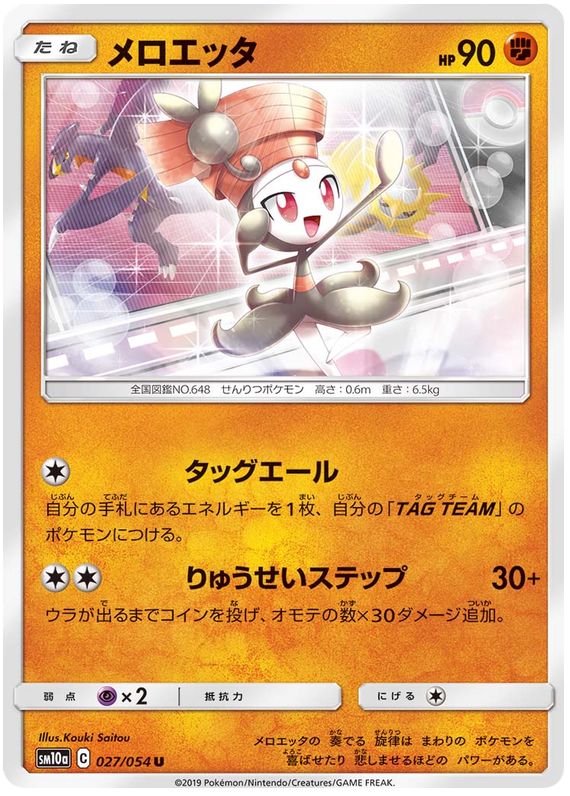 たね メロエッタ HP 90
全国図鑑NO.648 せんりつポケモン 高さ:0.6m 重さ:6.5kg
タッグエール
自分の手札にあるエネルギーを1枚、自分の「TAG TEAM」の
ポケモンにつける。
りゅうせいステップ 30+
ウラが出るまでコインを投げ、オモテの数×30ダメージ追加。
弱点 ×2 抵抗力 にげる
Illus.Kouki Saitou
sm10a C 027/054 U
メロエッタの 奏でる 旋律は まわりの ポケモンを
喜ばせたり 悲しませるほどの パワーがある。
©2019 Pokémon/Nintendo/Creatures/GAME FREAK.